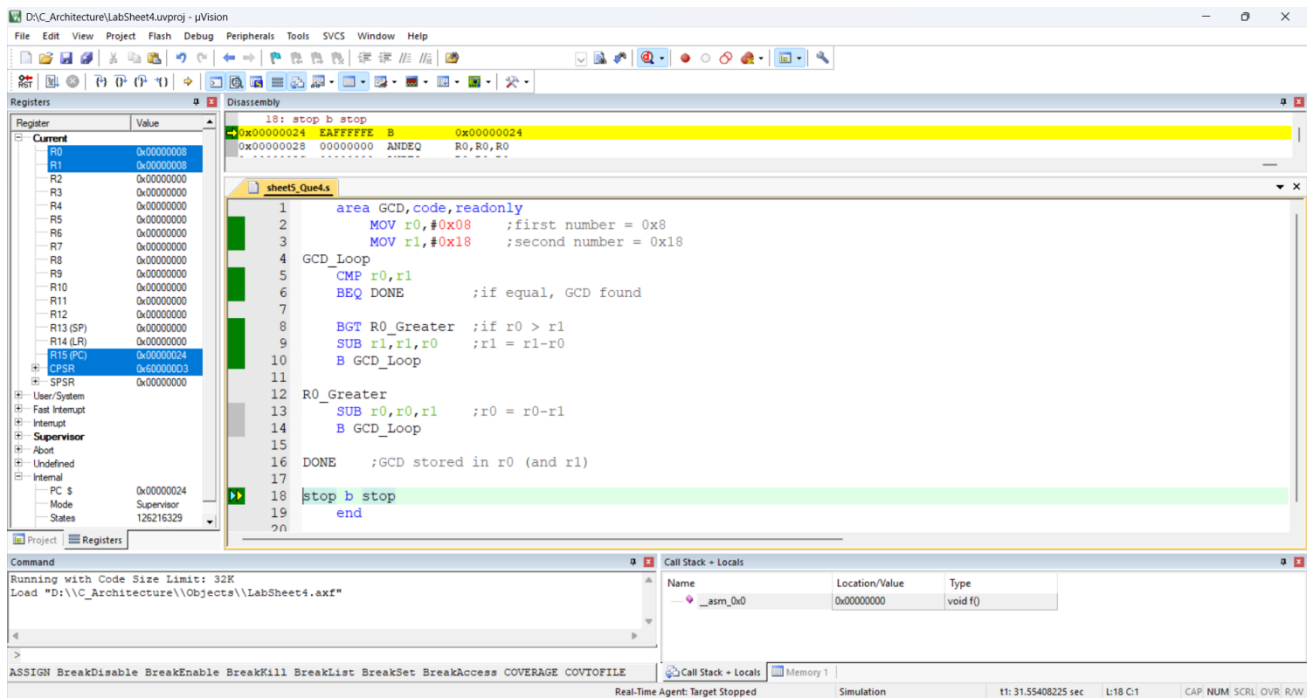 D:\C_Architecture\LabSheet4.uvproj - µVision
File Edit View Project Flash Debug Peripherals Tools SVCS Window Help
RST
Registers
Register Value
Current
R0 0x00000008
R1 0x00000008
R2 0x00000000
R3 0x00000000
R4 0x00000000
R5 0x00000000
R6 0x00000000
R7 0x00000000
R8 0x00000000
R9 0x00000000
R10 0x00000000
R11 0x00000000
R12 0x00000000
R13 (SP) 0x00000000
R14 (LR) 0x00000000
R15 (PC) 0x00000024
CPSR 0x600000D3
SPSR 0x00000000
User/System
Fast Interrupt
Interrupt
Supervisor
Abort
Undefined
Internal
PC $ 0x00000024
Mode Supervisor
States 126216329
Project Registers
Disassembly
18: stop b stop
0x00000024 EAFFFFFE B 0x00000024
0x00000028 00000000 ANDEQ R0,R0,R0
sheet5_Que4.s
1 area GCD,code,readonly
2 MOV r0,#0x08 ;first number = 0x8
3 MOV r1,#0x18 ;second number = 0x18
4 GCD_Loop
5 CMP r0,r1
6 BEQ DONE ;if equal, GCD found
7
8 BGT R0_Greater ;if r0 > r1
9 SUB r1,r1,r0 ;r1 = r1-r0
10 B GCD_Loop
11
12 R0_Greater
13 SUB r0,r0,r1 ;r0 = r0-r1
14 B GCD_Loop
15
16 DONE ;GCD stored in r0 (and r1)
17
18 stop b stop
19 end
20
Command
Running with Code Size Limit: 32K
Load "D:\\C_Architecture\\Objects\\LabSheet4.axf"
>
ASSIGN BreakDisable BreakEnable BreakKill BreakList BreakSet BreakAccess COVERAGE COVTOFILE
Call Stack + Locals
Name Location/Value Type
__asm_0x0 0x00000000 void f()
Call Stack + Locals Memory 1
Real-Time Agent: Target Stopped Simulation t1: 31.55408225 sec L:18 C:1 CAP NUM SCRL OVR R/W